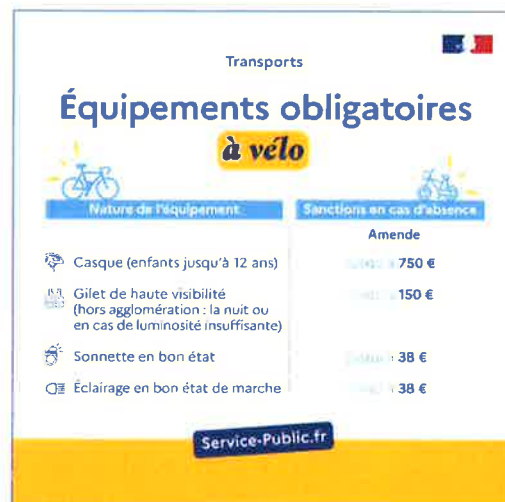 Transports
Équipements obligatoires
à vélo
Nature de l'équipement
Sanctions en cas d'absence
Amende
Casque (enfants jusqu'à 12 ans)
750 €
Gilet de haute visibilité
(hors agglomération : la nuit ou
en cas de luminosité insuffisante)
150 €
Sonnette en bon état
38 €
Éclairage en bon état de marche
38 €
Service-Public.fr